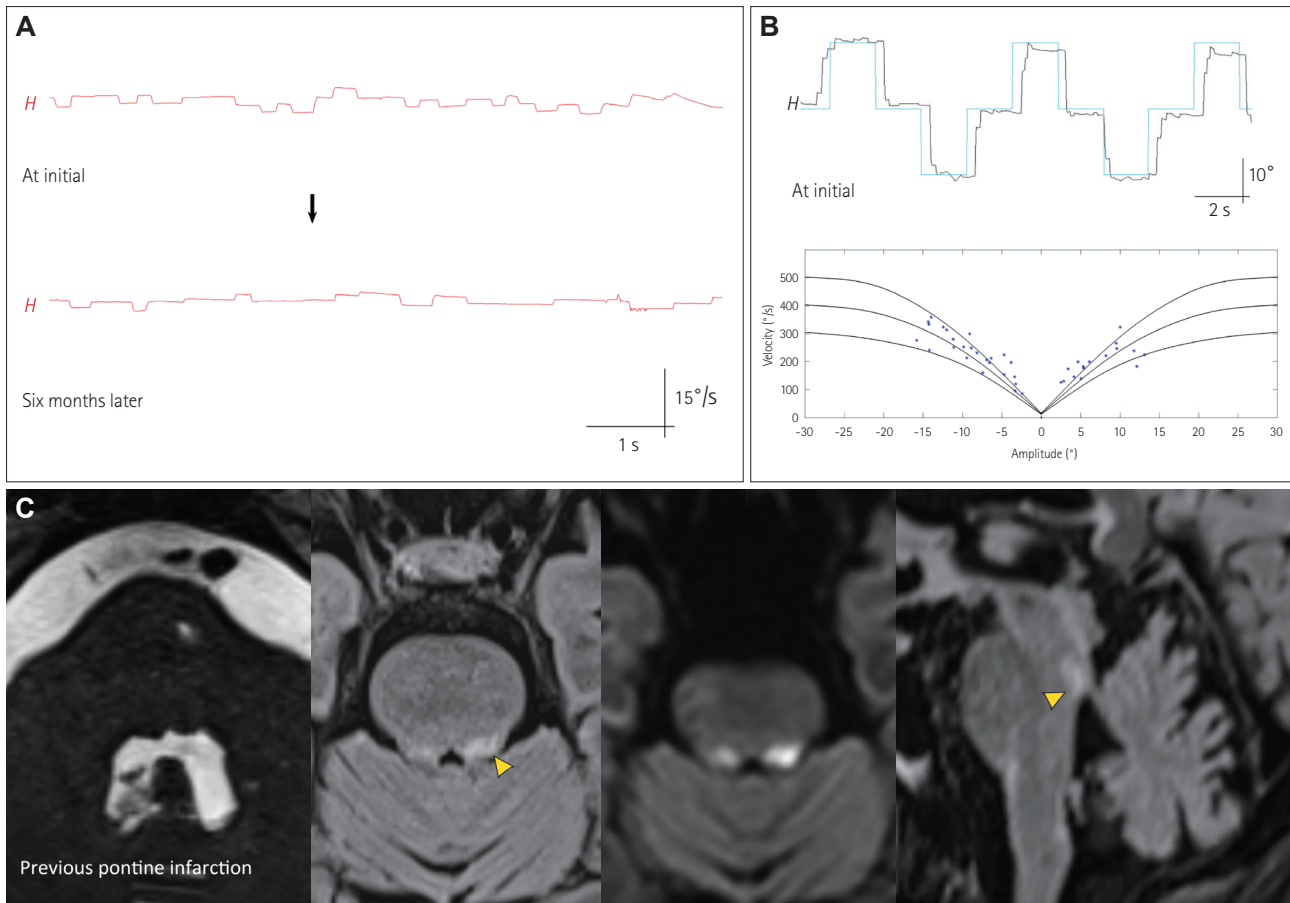 A
H
At initial
H
Six months later
15°/s
1 s
B
H
At initial
10°
2 s
500
400
300
200
100
0
Velocity (°/s)
-30 -25 -20 -15 -10 -5 0 5 10 15 20 25 30
Amplitude (°)
C
Previous pontine infarction